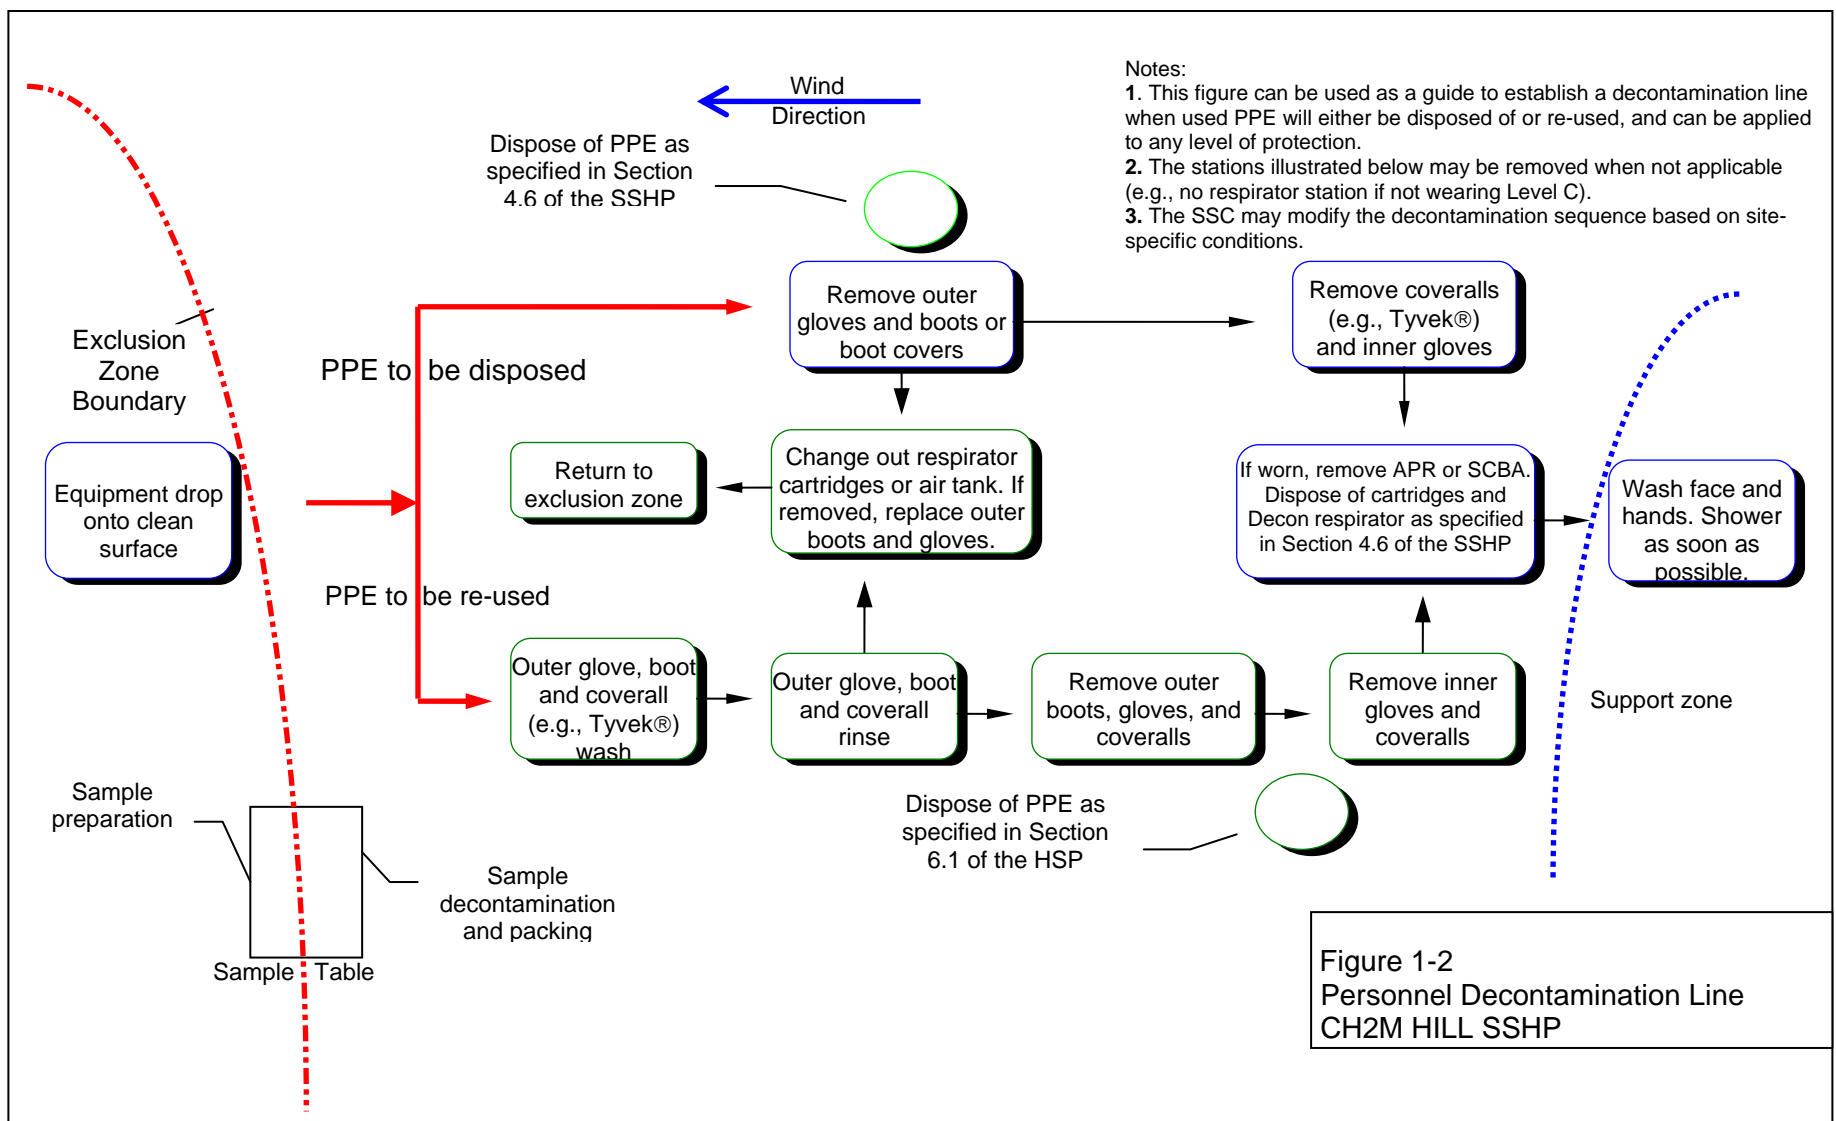 Wind
Direction
Notes:
1. This figure can be used as a guide to establish a decontamination line
when used PPE will either be disposed of or re-used, and can be applied
to any level of protection.
2. The stations illustrated below may be removed when not applicable
(e.g., no respirator station if not wearing Level C).
3. The SSC may modify the decontamination sequence based on site-
specific conditions.
Dispose of PPE as
specified in Section
4.6 of the SSHP
Exclusion
Zone
Boundary
PPE to be disposed
Remove outer
gloves and boots or
boot covers
Remove coveralls
(e.g., Tyvek®)
and inner gloves
Equipment drop
onto clean
surface
Return to
exclusion zone
Change out respirator
cartridges or air tank. If
removed, replace outer
boots and gloves.
If worn, remove APR or SCBA.
Dispose of cartridges and
Decon respirator as specified
in Section 4.6 of the SSHP
Wash face and
hands. Shower
as soon as
possible.
PPE to be re-used
Outer glove, boot
and coverall
(e.g., Tyvek®)
wash
Outer glove, boot
and coverall
rinse
Remove outer
boots, gloves, and
coveralls
Remove inner
gloves and
coveralls
Support zone
Sample
preparation
Dispose of PPE as
specified in Section
6.1 of the HSP
Sample
decontamination
and packing
Sample Table
Figure 1-2
Personnel Decontamination Line
CH2M HILL SSHP